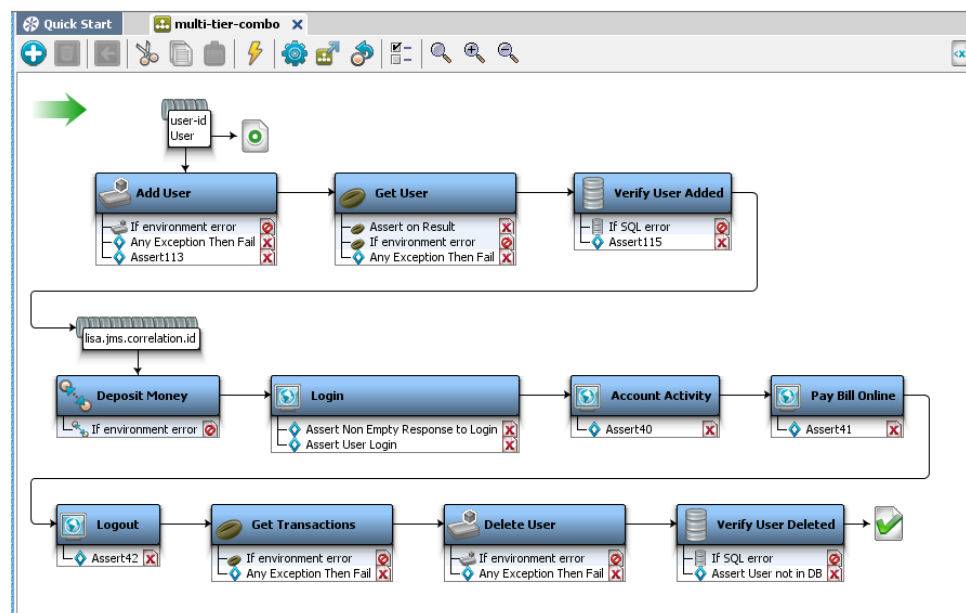 Quick Start
multi-tier-combo
user-id
User
Add User
If environment error
Any Exception Then Fail
Assert113
Get User
Assert on Result
If environment error
Any Exception Then Fail
Verify User Added
If SQL error
Assert115
lisa.jms.correlation.id
Deposit Money
If environment error
Login
Assert Non Empty Response to Login
Assert User Login
Account Activity
Assert40
Pay Bill Online
Assert41
Logout
Assert42
Get Transactions
If environment error
Any Exception Then Fail
Delete User
If environment error
Any Exception Then Fail
Verify User Deleted
If SQL error
Assert User not in DB